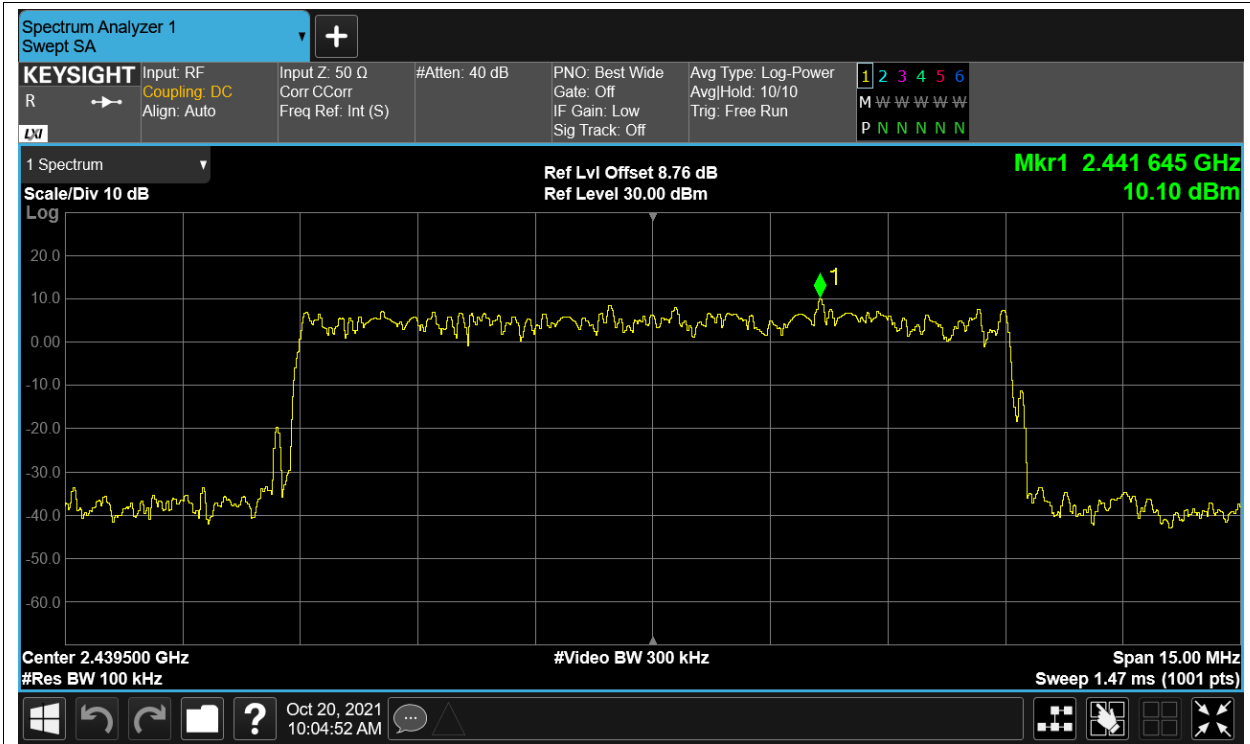 Spectrum Analyzer 1
Swept SA
KEYSIGHT
R
LXI
Input: RF
Coupling: DC
Align: Auto
Input Z: 50 Ω
Corr CCorr
Freq Ref: Int (S)
#Atten: 40 dB
PNO: Best Wide
Gate: Off
IF Gain: Low
Sig Track: Off
Avg Type: Log-Power
Avg|Hold: 10/10
Trig: Free Run
1 2 3 4 5 6
M W W W W W
P N N N N N
1 Spectrum
Scale/Div 10 dB
Log
Ref Lvl Offset 8.76 dB
Ref Level 30.00 dBm
Mkr1 2.441 645 GHz
10.10 dBm
20.0
10.0
0.00
-10.0
-20.0
-30.0
-40.0
-50.0
-60.0
1
Center 2.439500 GHz
#Res BW 100 kHz
#Video BW 300 kHz
Span 15.00 MHz
Sweep 1.47 ms (1001 pts)
?
Oct 20, 2021
10:04:52 AM